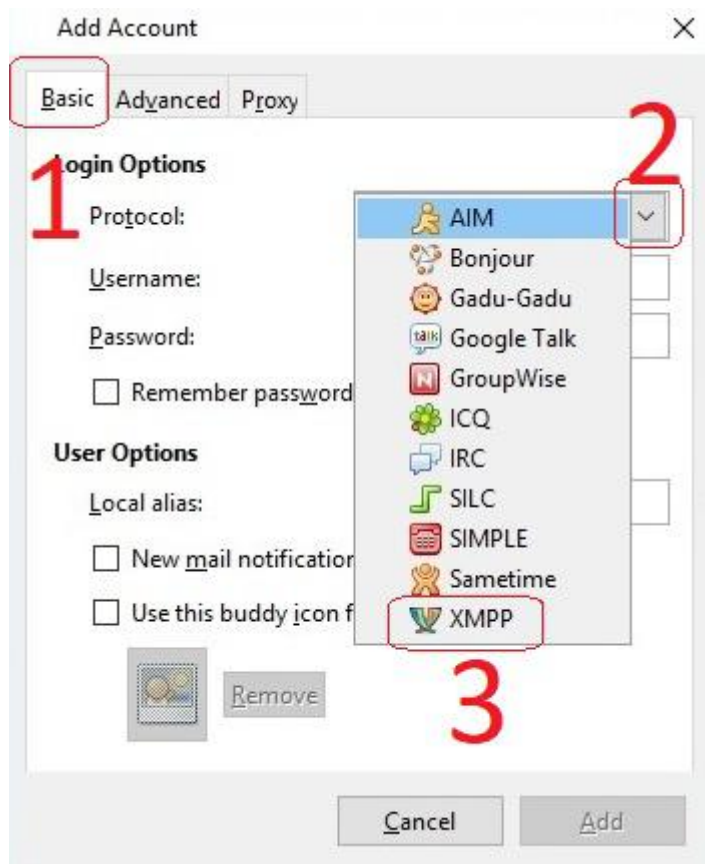 Add Account
Basic Advanced Proxy
2
Login Options
1
Protocol:
AIM
Bonjour
Username:
Gadu-Gadu
Password:
talk Google Talk
N GroupWise
Remember password
ICQ
User Options
IRC
Local alias:
SILC
SIMPLE
New mail notification
Sametime
Use this buddy icon f
XMPP
3
Remove
Cancel Add